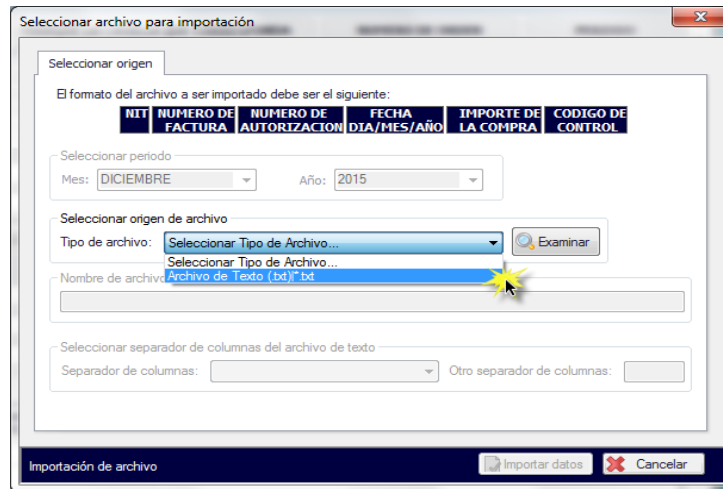 Seleccionar archivo para importación
Seleccionar origen
El formato del archivo a ser importado debe ser el siguiente:
NIT NUMERO DE FACTURA NUMERO DE AUTORIZACION FECHA DIA/MES/AÑO IMPORTE DE LA COMPRA CODIGO DE CONTROL
Seleccionar periodo
Mes: DICIEMBRE Año: 2015
Seleccionar origen de archivo
Tipo de archivo: Seleccionar Tipo de Archivo... Examinar
Seleccionar Tipo de Archivo...
Archivo de Texto (.txt)|*.txt
Nombre de archivo
Seleccionar separador de columnas del archivo de texto
Separador de columnas: Otro separador de columnas:
Importación de archivo Importar datos Cancelar